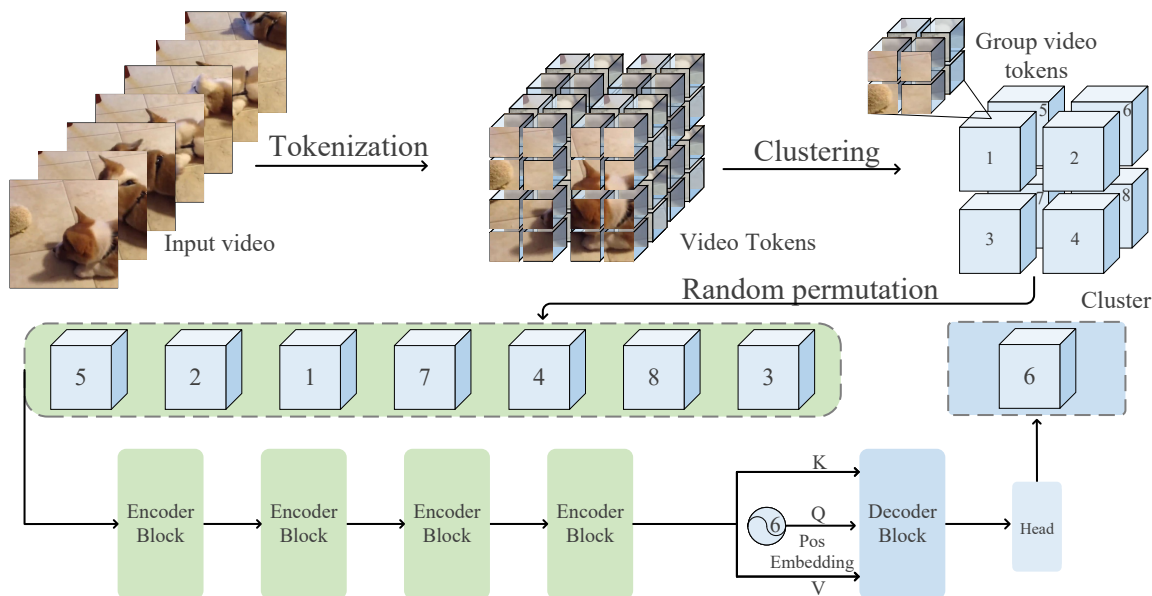 Group video
tokens
Tokenization
Clustering
5
6
1
2
7
8
3
4
Input video
Video Tokens
Random permutation
Cluster
5
2
1
7
4
8
3
6
Encoder
Block
Encoder
Block
Encoder
Block
Encoder
Block
K
6
Q
Pos
Embedding
V
Decoder
Block
Head